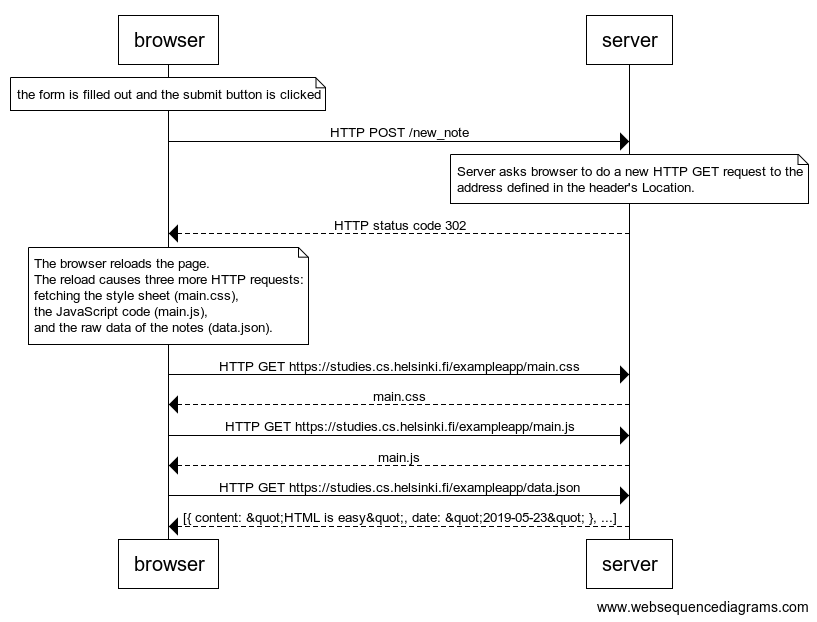 browser
server
the form is filled out and the submit button is clicked
HTTP POST /new_note
Server asks browser to do a new HTTP GET request to the
address defined in the header's Location.
HTTP status code 302
The browser reloads the page.
The reload causes three more HTTP requests:
fetching the style sheet (main.css),
the JavaScript code (main.js),
and the raw data of the notes (data.json).
HTTP GET https://studies.cs.helsinki.fi/exampleapp/main.css
main.css
HTTP GET https://studies.cs.helsinki.fi/exampleapp/main.js
main.js
HTTP GET https://studies.cs.helsinki.fi/exampleapp/data.json
[{ content: &quot;HTML is easy&quot;, date: &quot;2019-05-23&quot; }, ...]
browser
server
www.websequencediagrams.com